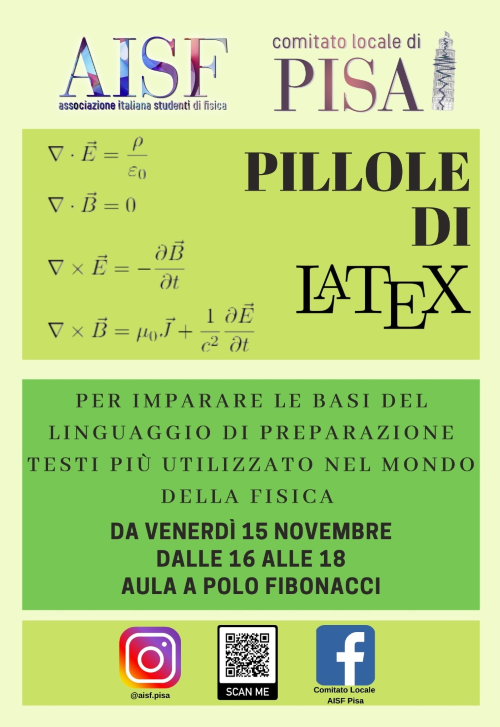 AISF
associazione italiana studenti di fisica
comitato locale di
PISA
∇ · E⃗ = ρ/ε₀
∇ · B⃗ = 0
∇ × E⃗ = −∂B⃗/∂t
∇ × B⃗ = μ₀J⃗ + 1/c² ∂E⃗/∂t
PILLOLE
DI
LATEX
PER IMPARARE LE BASI DEL
LINGUAGGIO DI PREPARAZIONE
TESTI PIÙ UTILIZZATO NEL MONDO
DELLA FISICA
DA VENERDÌ 15 NOVEMBRE
DALLE 16 ALLE 18
AULA A POLO FIBONACCI
@aisf.pisa
SCAN ME
Comitato Locale
AISF Pisa